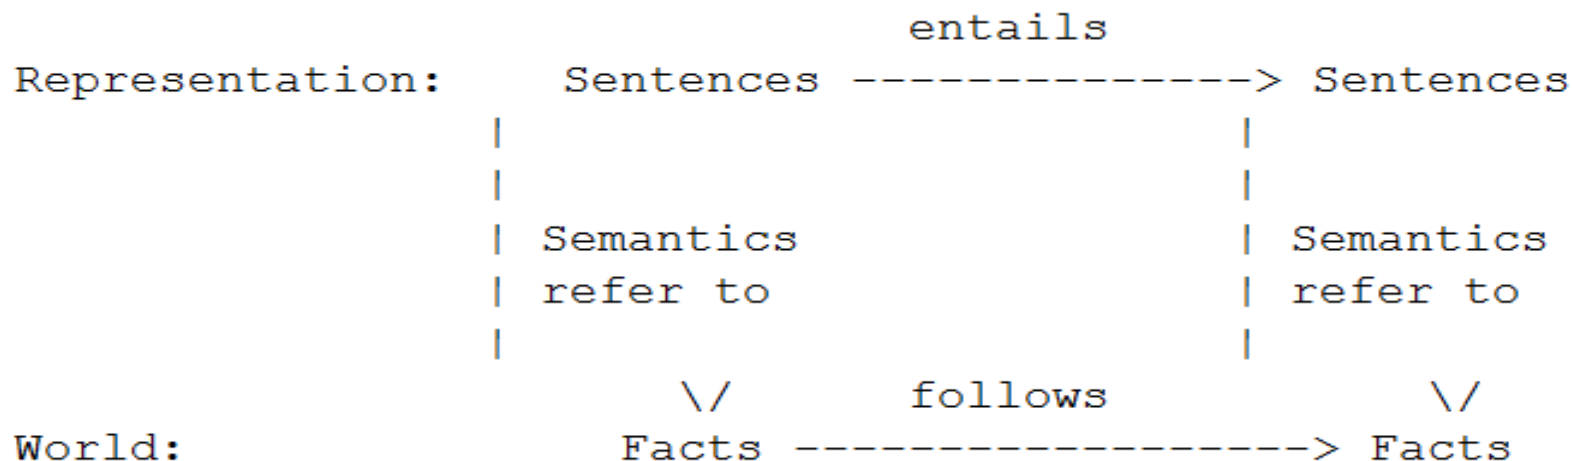 entails
Representation: Sentences --------------> Sentences
| |
| |
| Semantics | Semantics
| refer to | refer to
| |
\/ follows \/
World: Facts ------------------> Facts